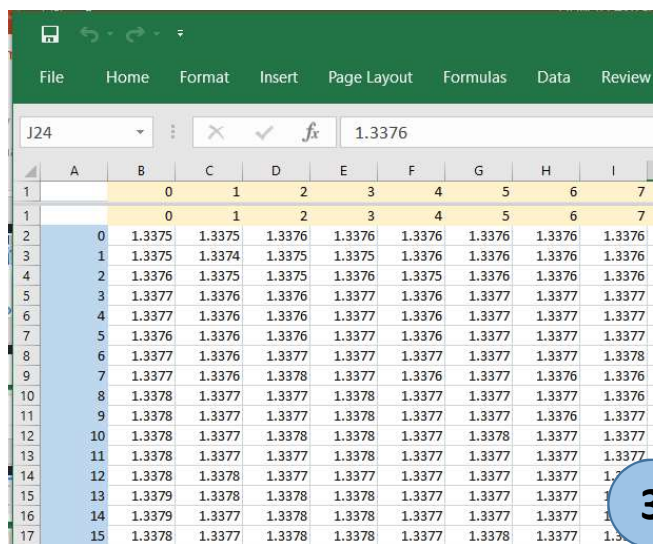 File Home Format Insert Page Layout Formulas Data Review
J24 fx 1.3376
A B C D E F G H I
1 0 1 2 3 4 5 6 7
1 0 1 2 3 4 5 6 7
2 0 1.3375 1.3375 1.3376 1.3376 1.3376 1.3376 1.3376 1.3376
3 1 1.3375 1.3374 1.3375 1.3375 1.3376 1.3376 1.3376 1.3376
4 2 1.3376 1.3375 1.3375 1.3376 1.3375 1.3376 1.3376 1.3376
5 3 1.3377 1.3376 1.3376 1.3377 1.3376 1.3377 1.3377 1.3377
6 4 1.3377 1.3376 1.3376 1.3377 1.3376 1.3377 1.3377 1.3377
7 5 1.3376 1.3376 1.3376 1.3377 1.3376 1.3377 1.3377 1.3377
8 6 1.3377 1.3376 1.3377 1.3376 1.3377 1.3377 1.3377 1.3378
9 7 1.3377 1.3376 1.3378 1.3377 1.3376 1.3377 1.3376 1.3376
10 8 1.3378 1.3377 1.3377 1.3378 1.3377 1.3377 1.3377 1.3376
11 9 1.3378 1.3377 1.3377 1.3378 1.3377 1.3377 1.3376 1.3377
12 10 1.3378 1.3377 1.3378 1.3378 1.3377 1.3378 1.3377 1.3377
13 11 1.3378 1.3377 1.3378 1.3378 1.3377 1.3377 1.3377 1.3377
14 12 1.3378 1.3378 1.3377 1.3377 1.3377 1.3377 1.3377
15 13 1.3379 1.3378 1.3378 1.3378 1.3377 1.3377 1.3377
16 14 1.3379 1.3377 1.3378 1.3378 1.3377 1.3377 1.3377
17 15 1.3378 1.3377 1.3378 1.3378 1.3377 1.3378 1.3377
3